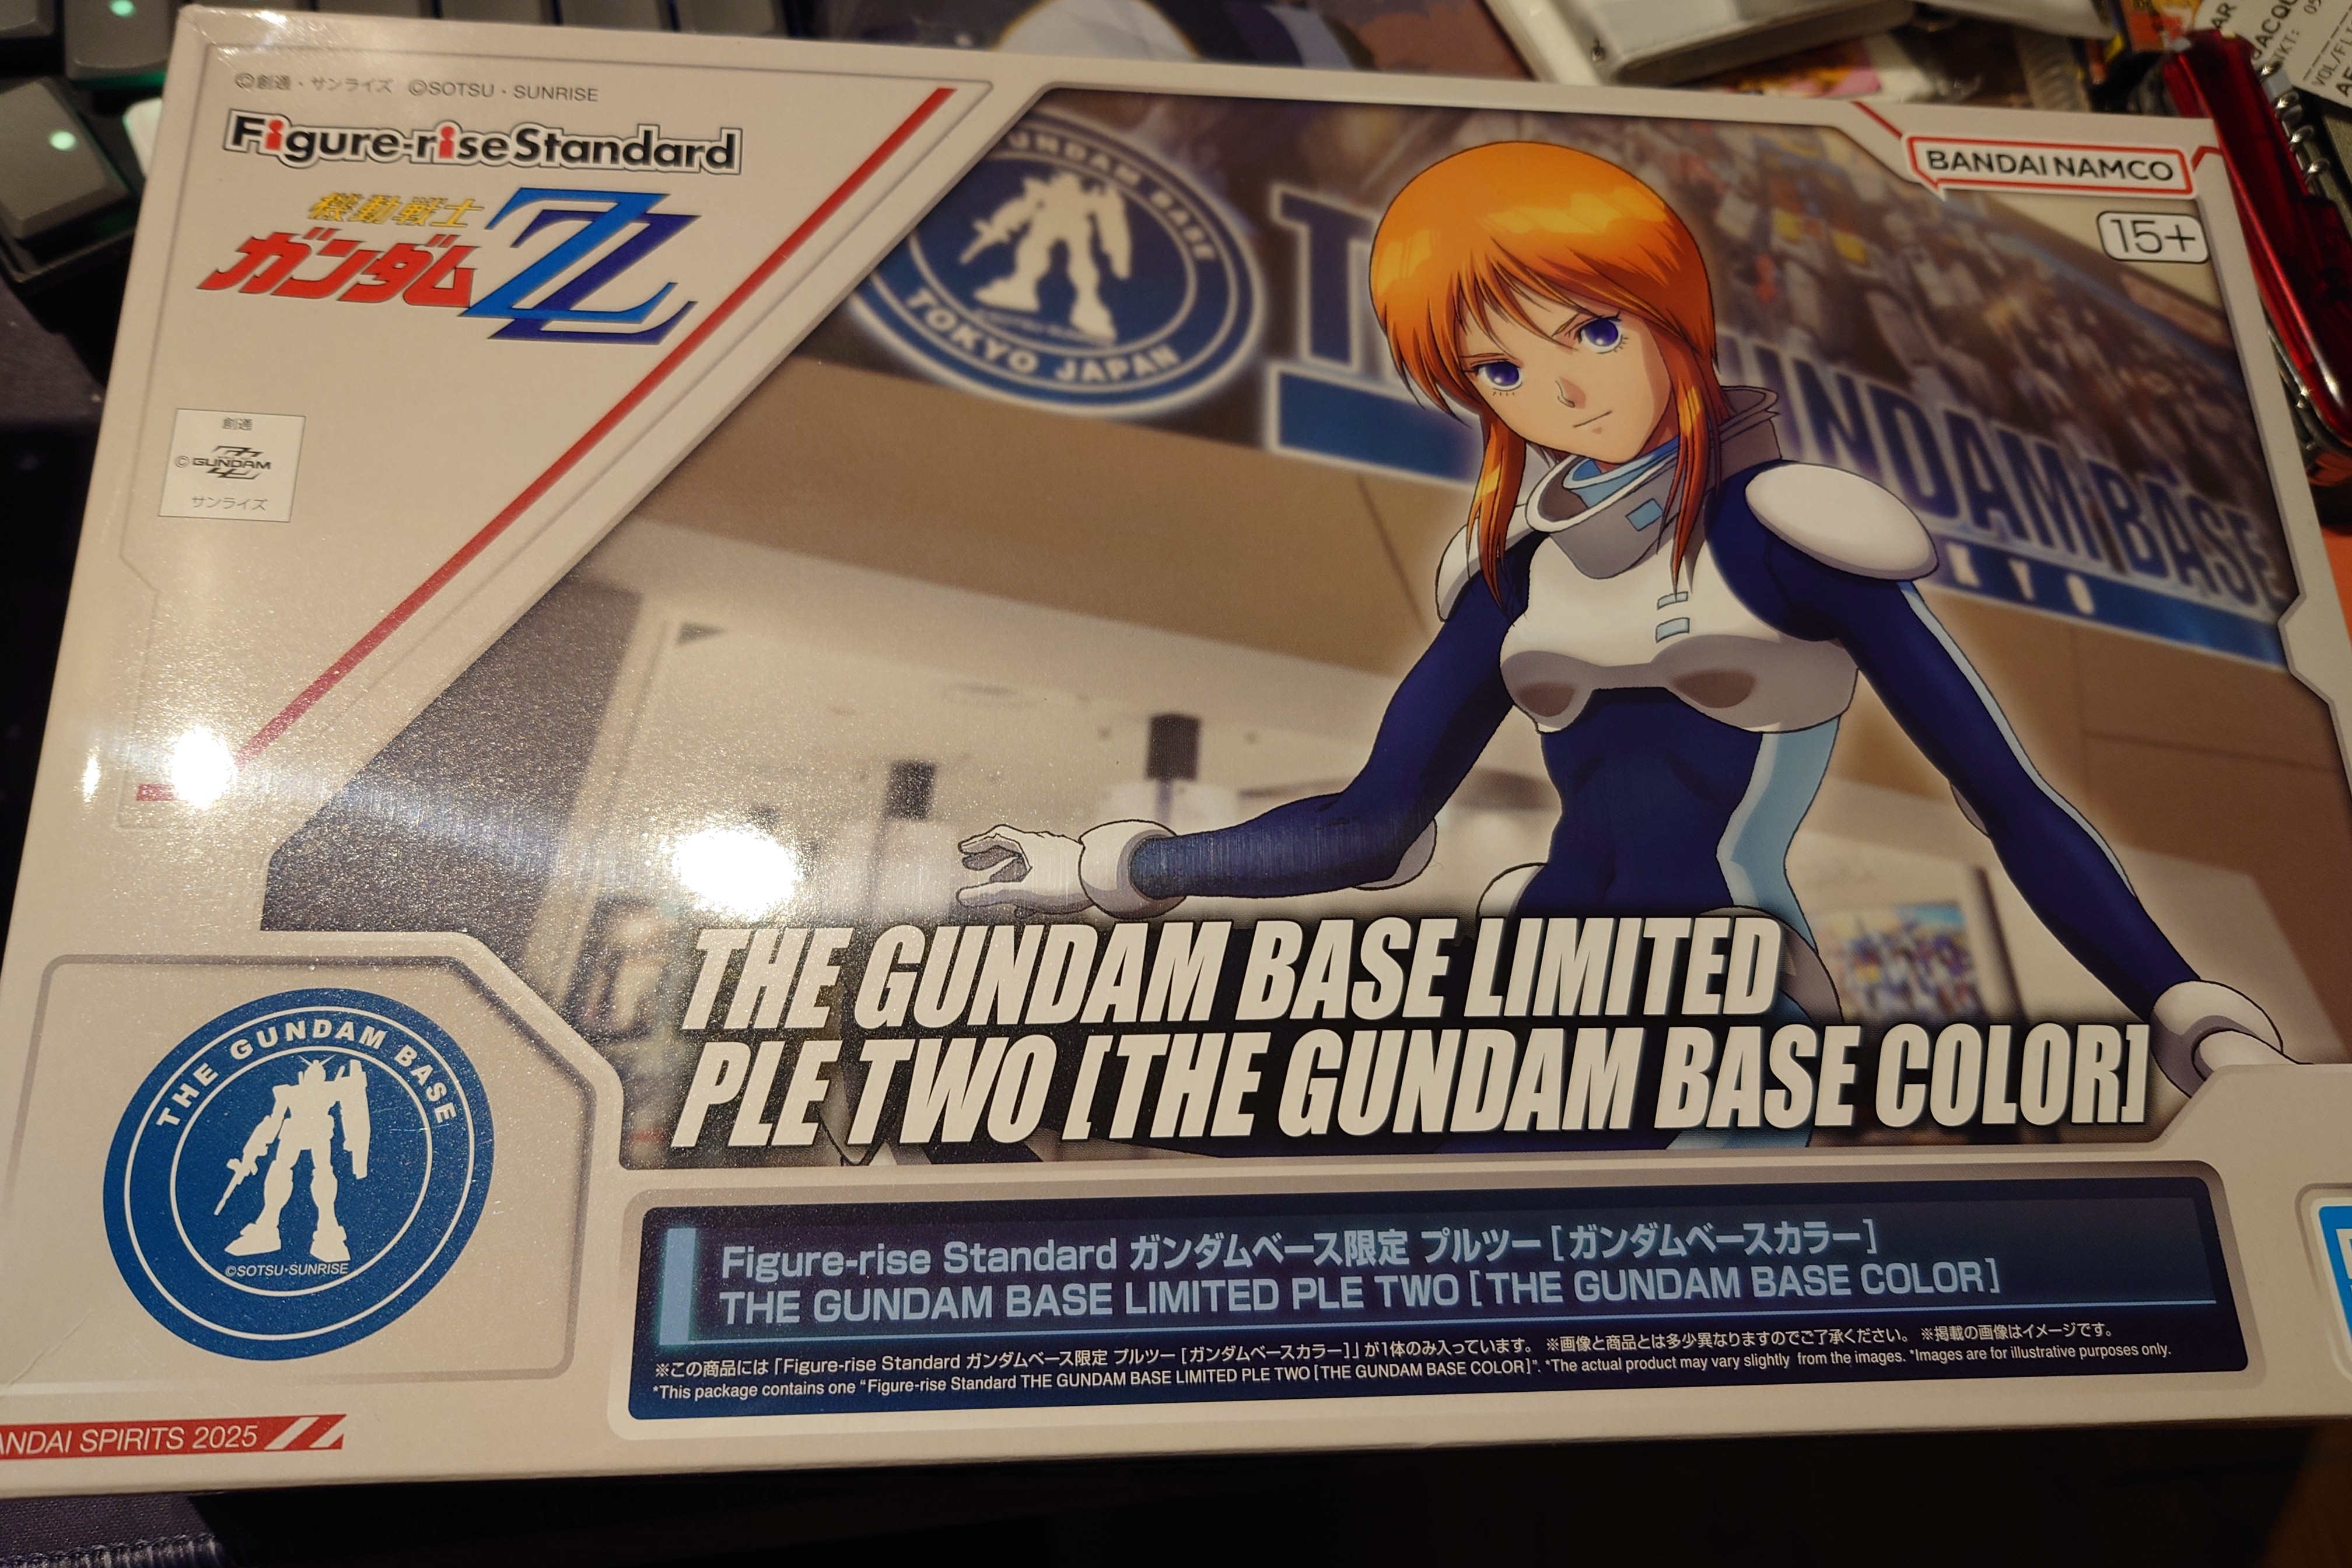 ©創通・サンライズ ©SOTSU・SUNRISE
Figure-riseStandard
機動戦士
ガンダムZZ
創通
©GUNDAM ZZ
サンライズ
GUNDAM BASE
TOKYO JAPAN
GUNDAM BASE
BANDAI NAMCO
15+
THE GUNDAM BASE LIMITED
PLE TWO [THE GUNDAM BASE COLOR]
THE GUNDAM BASE
©SOTSU・SUNRISE
Figure-rise Standard ガンダムベース限定 プルツー [ガンダムベースカラー]
THE GUNDAM BASE LIMITED PLE TWO [THE GUNDAM BASE COLOR]
※この商品には「Figure-rise Standard ガンダムベース限定 プルツー [ガンダムベースカラー]」が1体のみ入っています。 ※画像と商品とは多少異なりますのでご了承ください。 ※掲載の画像はイメージです。
*This package contains one “Figure-rise Standard THE GUNDAM BASE LIMITED PLE TWO [THE GUNDAM BASE COLOR]”. *The actual product may vary slightly from the images. *Images are for illustrative purposes only.
ANDAI SPIRITS 2025